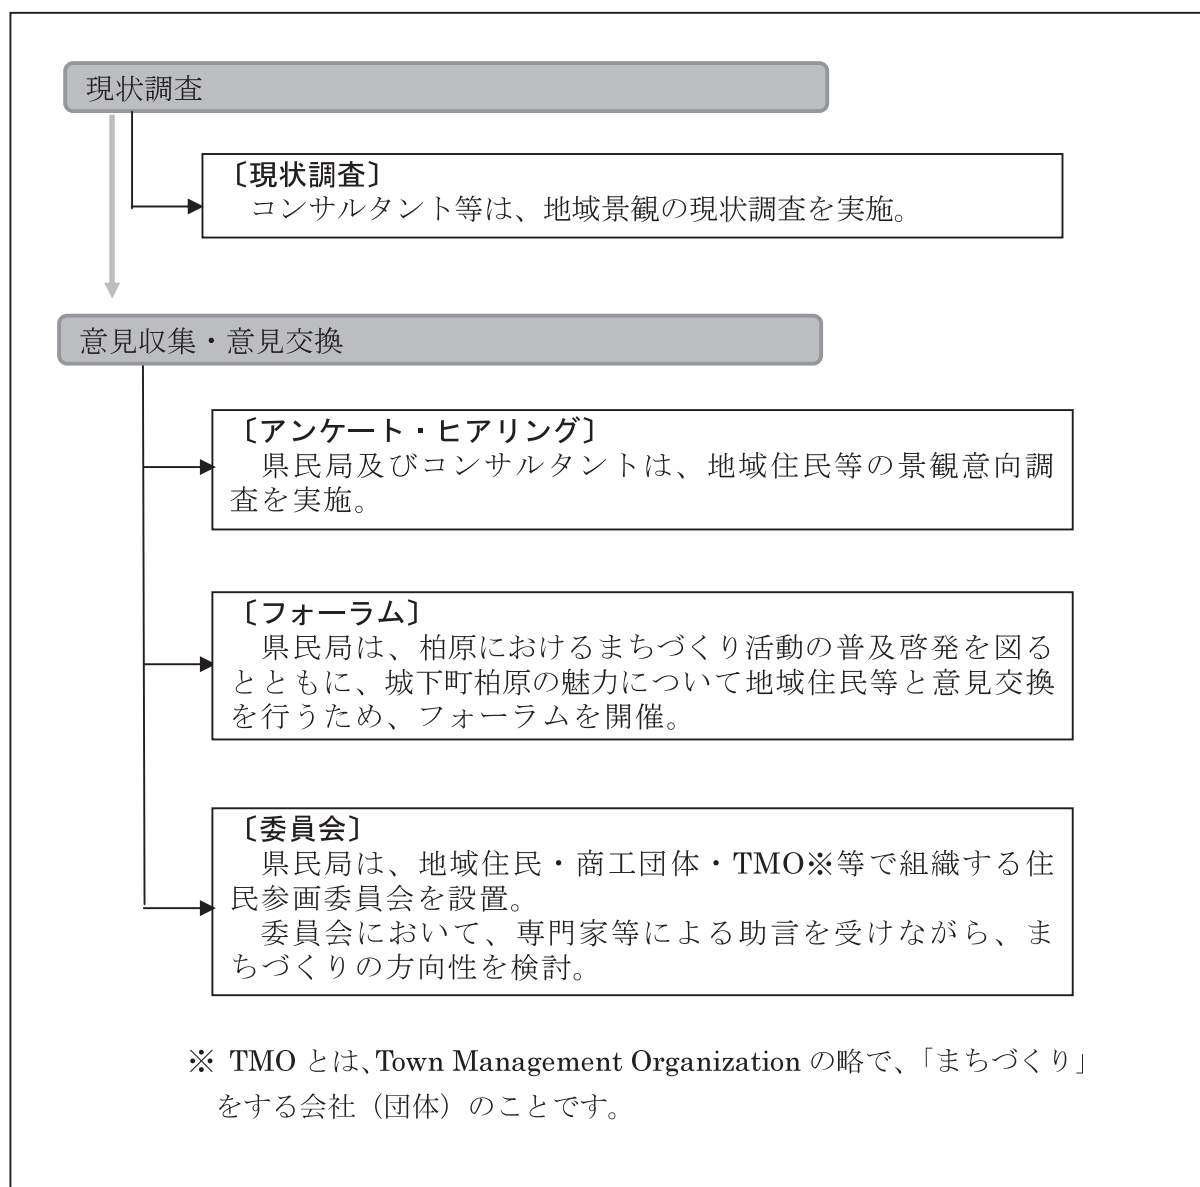 現状調査
〔現状調査〕
コンサルタント等は、地域景観の現状調査を実施。
意見収集・意見交換
〔アンケート・ヒアリング〕
県民局及びコンサルタントは、地域住民等の景観意向調
査を実施。
〔フォーラム〕
県民局は、柏原におけるまちづくり活動の普及啓発を図る
とともに、城下町柏原の魅力について地域住民等と意見交換
を行うため、フォーラムを開催。
〔委員会〕
県民局は、地域住民・商工団体・TMO※等で組織する住
民参画委員会を設置。
委員会において、専門家等による助言を受けながら、ま
ちづくりの方向性を検討。
※ TMO とは、Town Management Organization の略で、「まちづくり」
をする会社（団体）のことです。